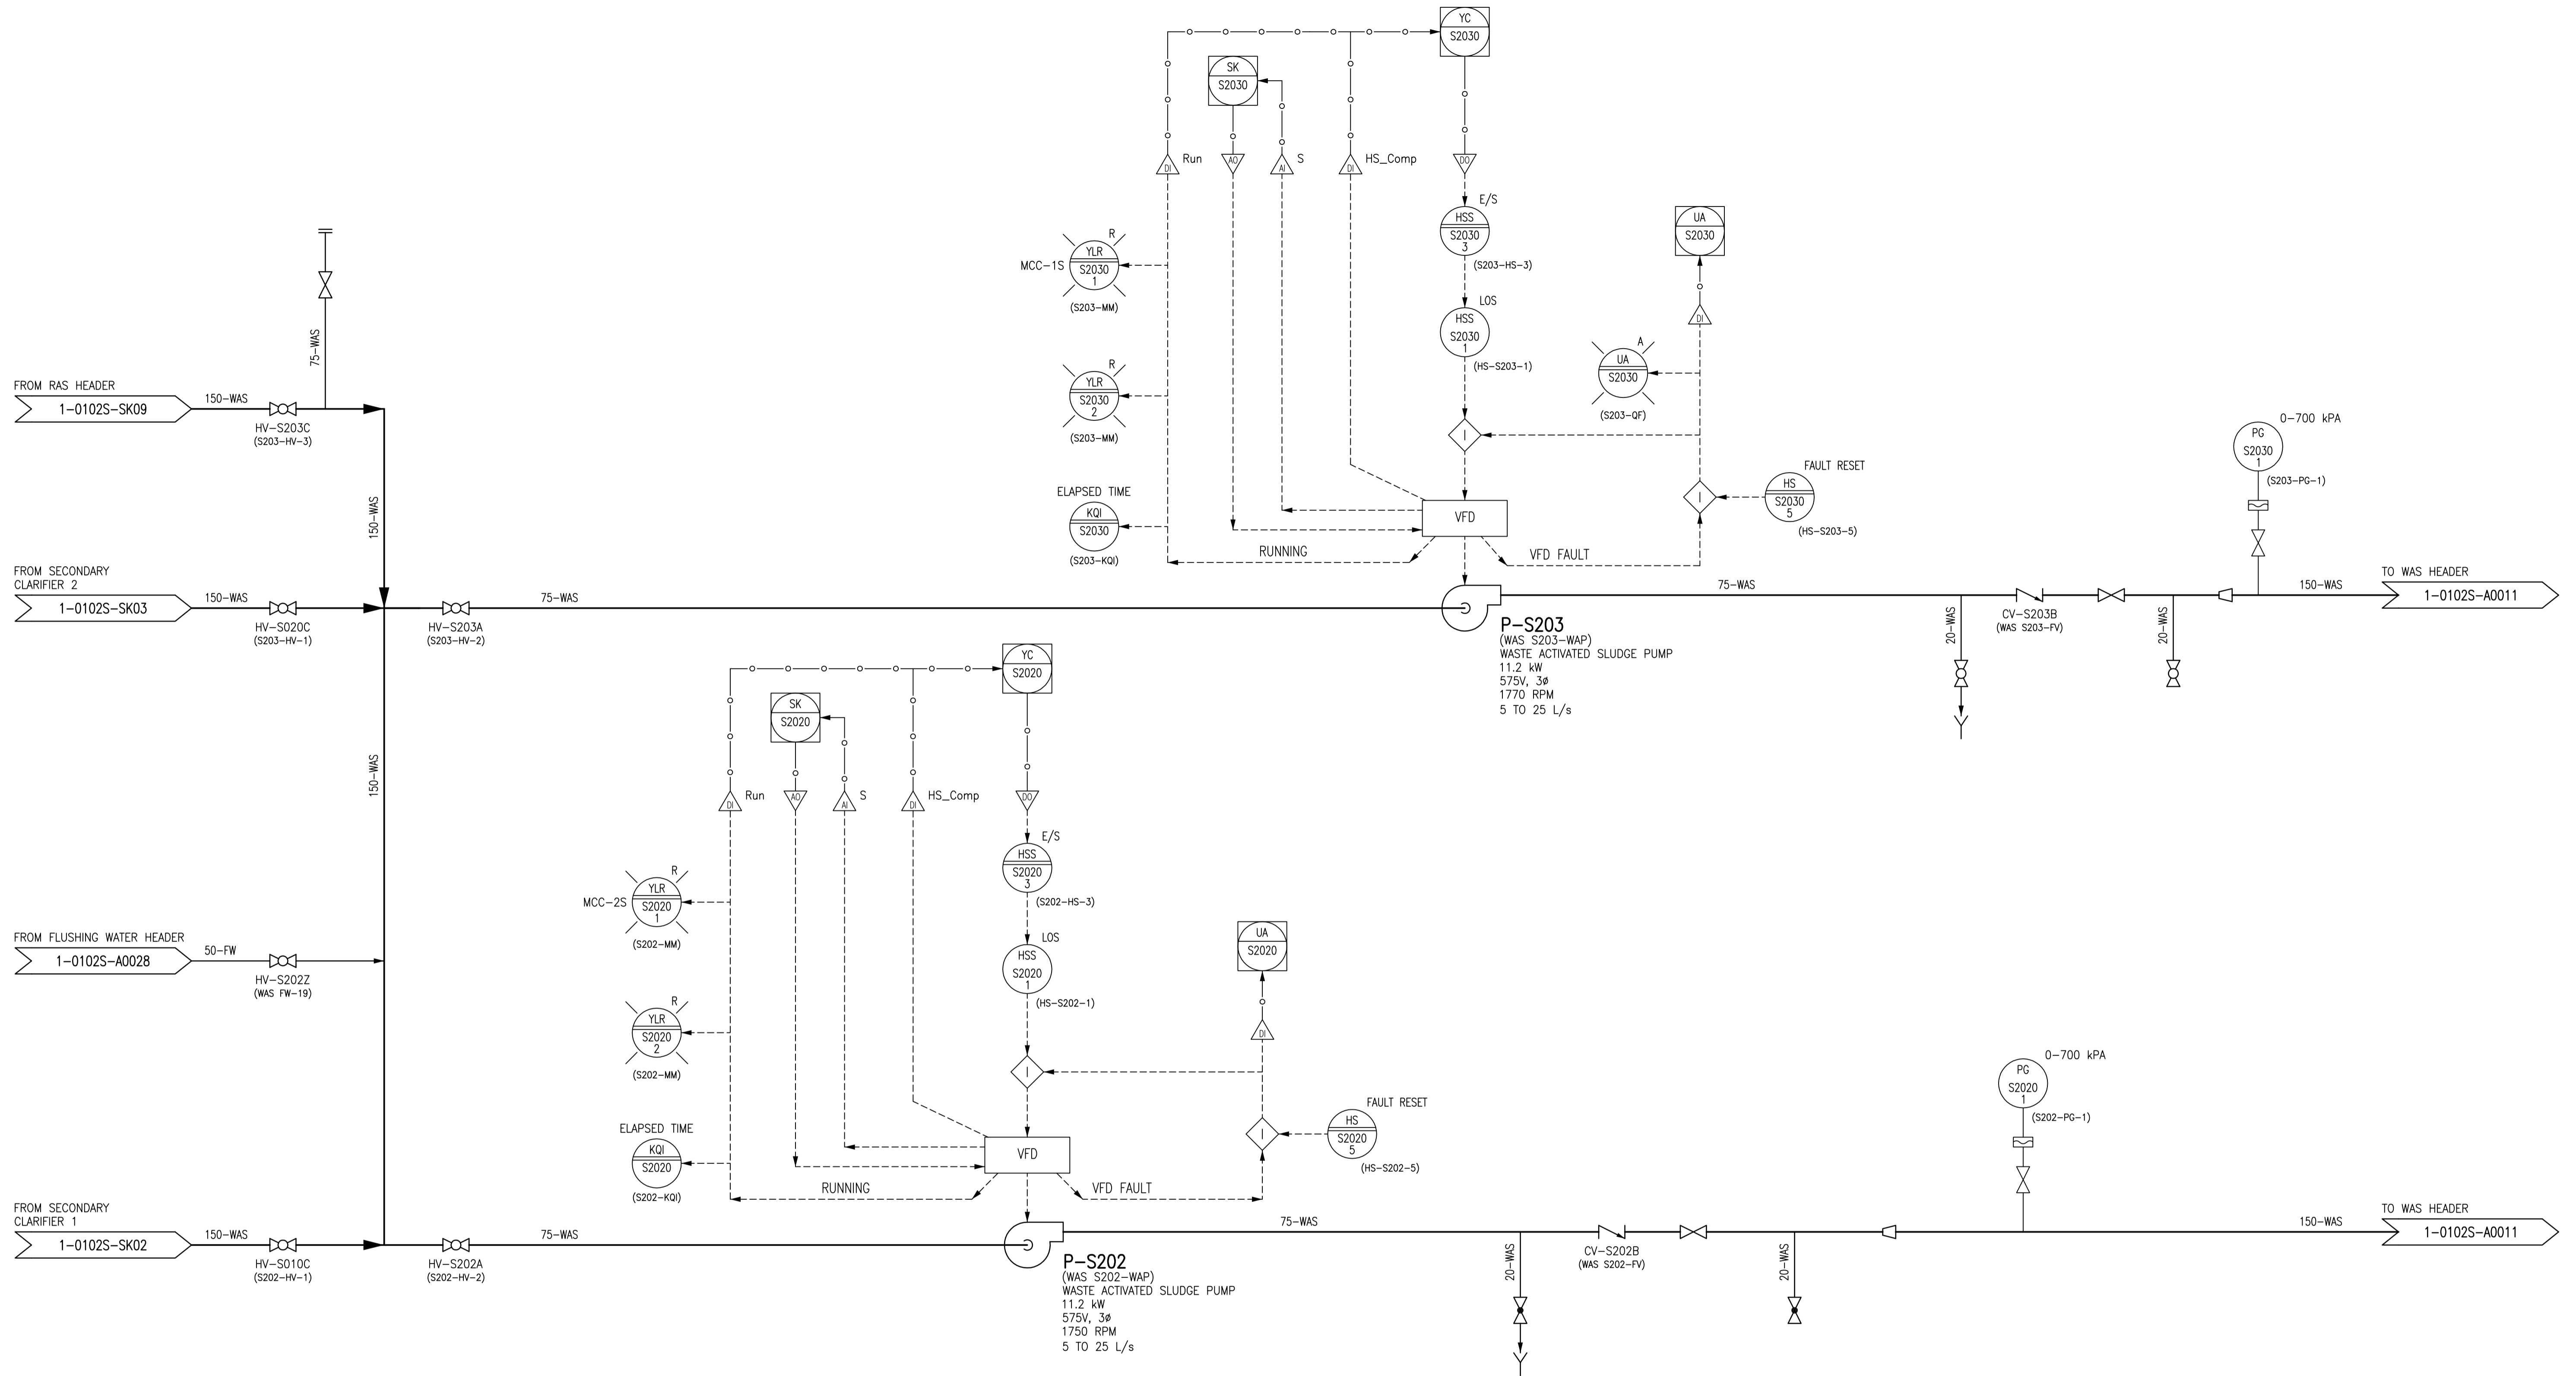 YC
S2030
SK
S2030
DI
Run
AO
AI
S
DI
HS_Comp
DO
E/S
HSS
S2030
3
(S203-HS-3)
UA
S2030
R
MCC-1S
YLR
S2030
1
(S203-MM)
LOS
HSS
S2030
1
(HS-S203-1)
DI
A
UA
S2030
(S203-QF)
R
YLR
S2030
2
(S203-MM)
75-WAS
FROM RAS HEADER
1-0102S-SK09
150-WAS
HV-S203C
(S203-HV-3)
I
0-700 kPA
PG
S2030
1
(S203-PG-1)
FAULT RESET
HS
S2030
5
(HS-S203-5)
I
ELAPSED TIME
KQI
S2030
(S203-KQI)
VFD
RUNNING
VFD FAULT
150-WAS
FROM SECONDARY
CLARIFIER 2
1-0102S-SK03
150-WAS
HV-S020C
(S203-HV-1)
HV-S203A
(S203-HV-2)
75-WAS
75-WAS
P-S203
(WAS S203-WAP)
WASTE ACTIVATED SLUDGE PUMP
11.2 kW
575V, 3ø
1770 RPM
5 TO 25 L/s
20-WAS
CV-S203B
(WAS S203-FV)
20-WAS
150-WAS
TO WAS HEADER
1-0102S-A0011
YC
S2020
SK
S2020
150-WAS
DI
Run
AO
AI
S
DI
HS_Comp
DO
E/S
HSS
S2020
3
(S202-HS-3)
R
MCC-2S
YLR
S2020
1
(S202-MM)
LOS
HSS
S2020
1
(HS-S202-1)
UA
S2020
DI
FROM FLUSHING WATER HEADER
1-0102S-A0028
50-FW
HV-S202Z
(WAS FW-19)
R
YLR
S2020
2
(S202-MM)
I
0-700 kPA
PG
S2020
1
(S202-PG-1)
FAULT RESET
HS
S2020
5
(HS-S202-5)
I
ELAPSED TIME
KQI
S2020
(S202-KQI)
VFD
RUNNING
VFD FAULT
FROM SECONDARY
CLARIFIER 1
1-0102S-SK02
150-WAS
HV-S010C
(S202-HV-1)
HV-S202A
(S202-HV-2)
75-WAS
75-WAS
P-S202
(WAS S202-WAP)
WASTE ACTIVATED SLUDGE PUMP
11.2 kW
575V, 3ø
1750 RPM
5 TO 25 L/s
20-WAS
CV-S202B
(WAS S202-FV)
20-WAS
150-WAS
TO WAS HEADER
1-0102S-A0011